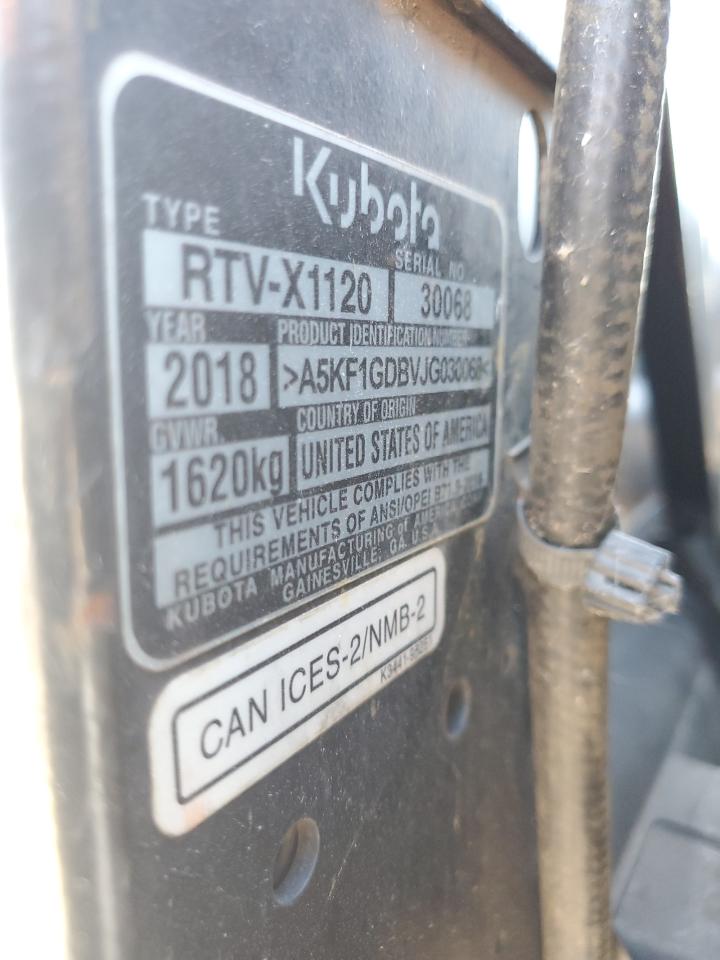 Kubota
TYPE
SERIAL NO.
RTV-X1120
30068
YEAR
PRODUCT IDENTIFICATION NUMBER
2018
>A5KF1GDBVJG030068<
GVWR
COUNTRY OF ORIGIN
1620kg
UNITED STATES OF AMERICA
THIS VEHICLE COMPLIES WITH THE
REQUIREMENTS OF ANSI/OPEI
KUBOTA MANUFACTURING OF AMERICA
GAINESVILLE, GA. U.S.A.
CAN ICES-2/NMB-2